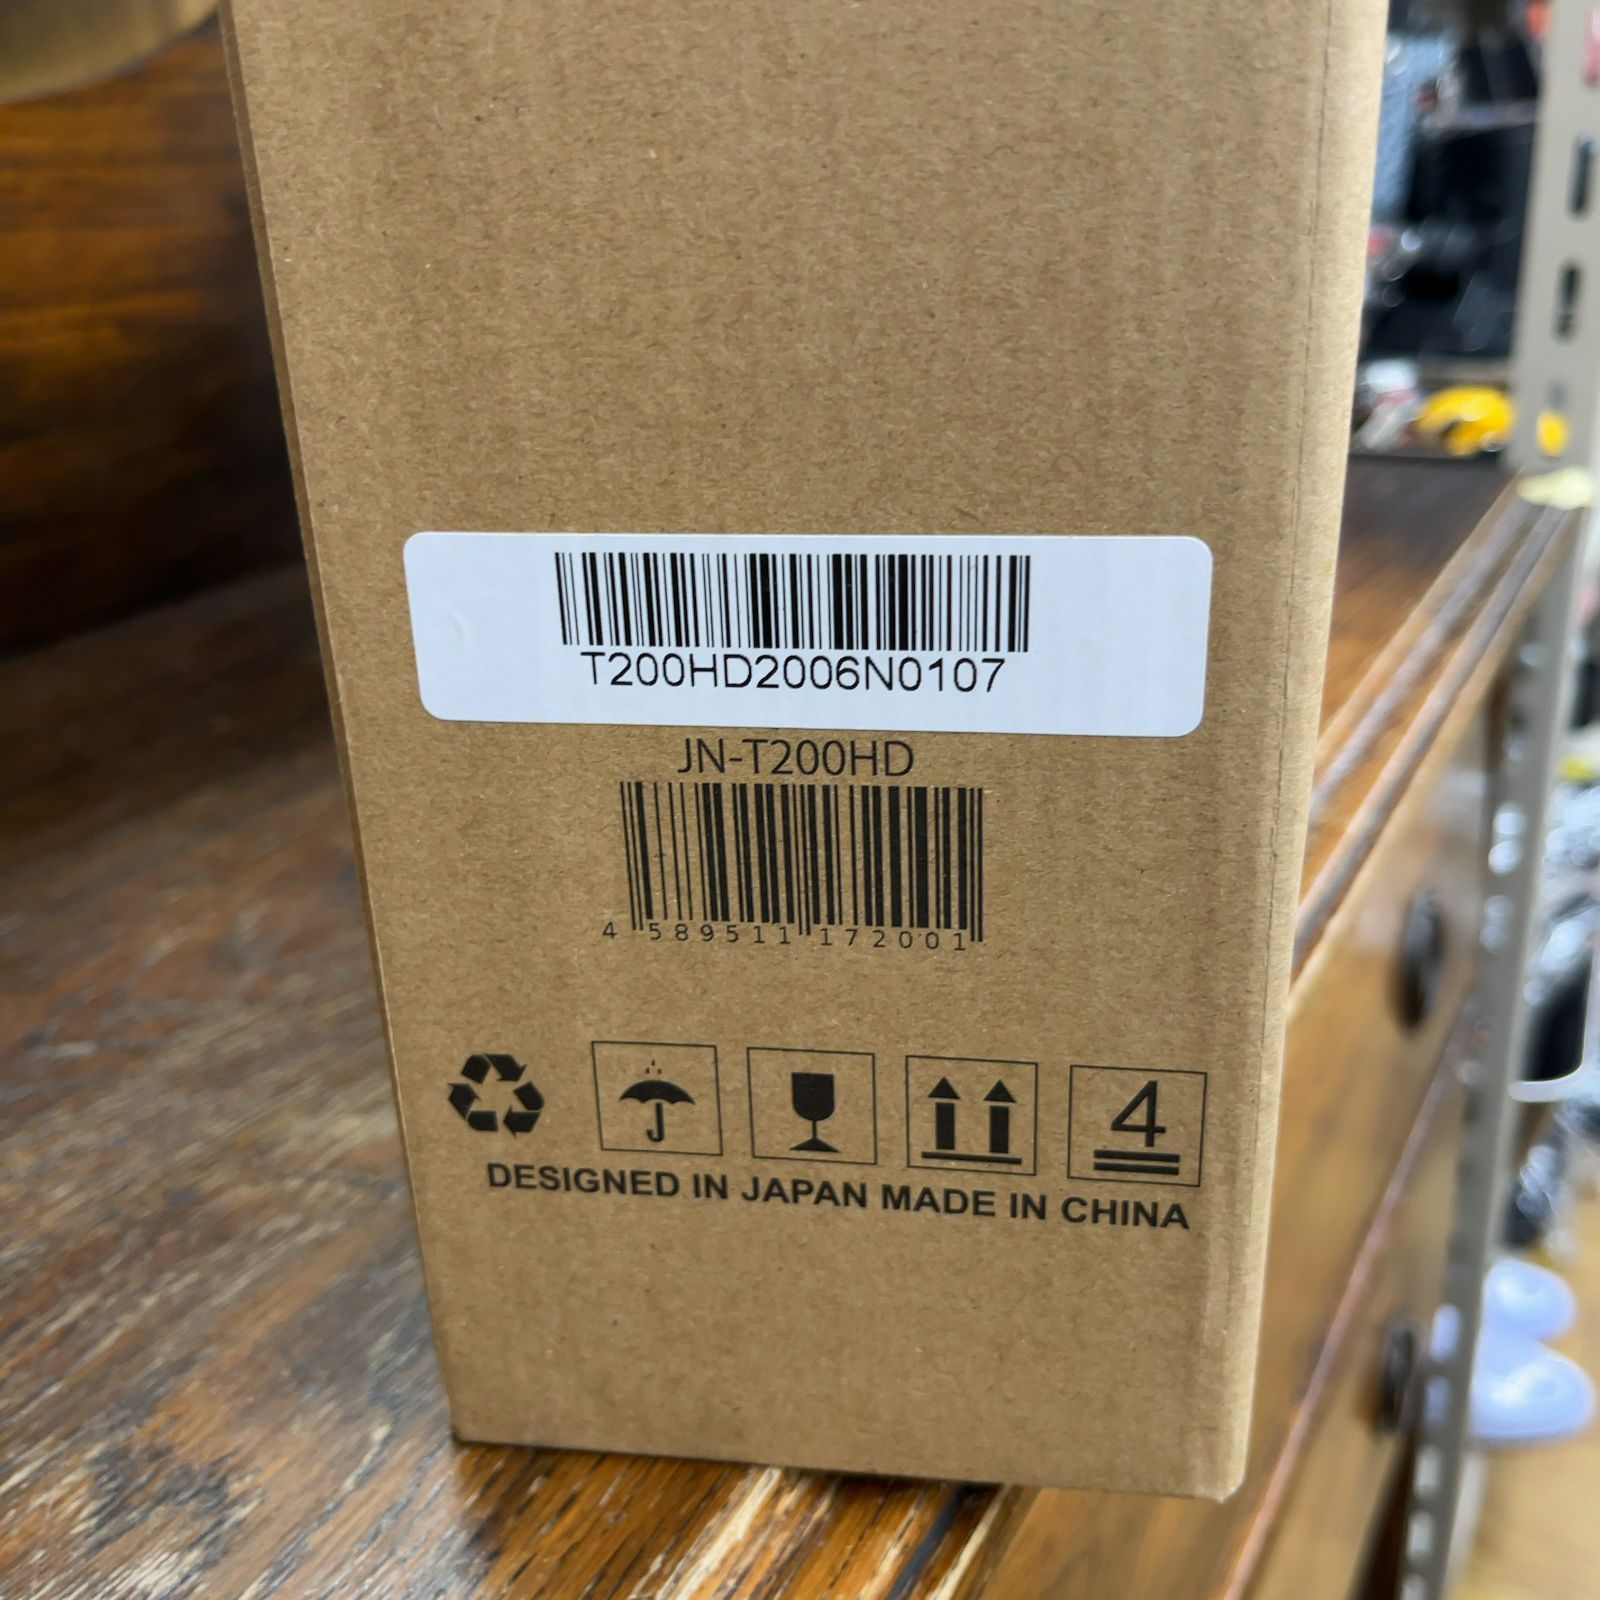 T200HD2006N0107
JN-T200HD
4 589511 172001
4
DESIGNED IN JAPAN MADE IN CHINA